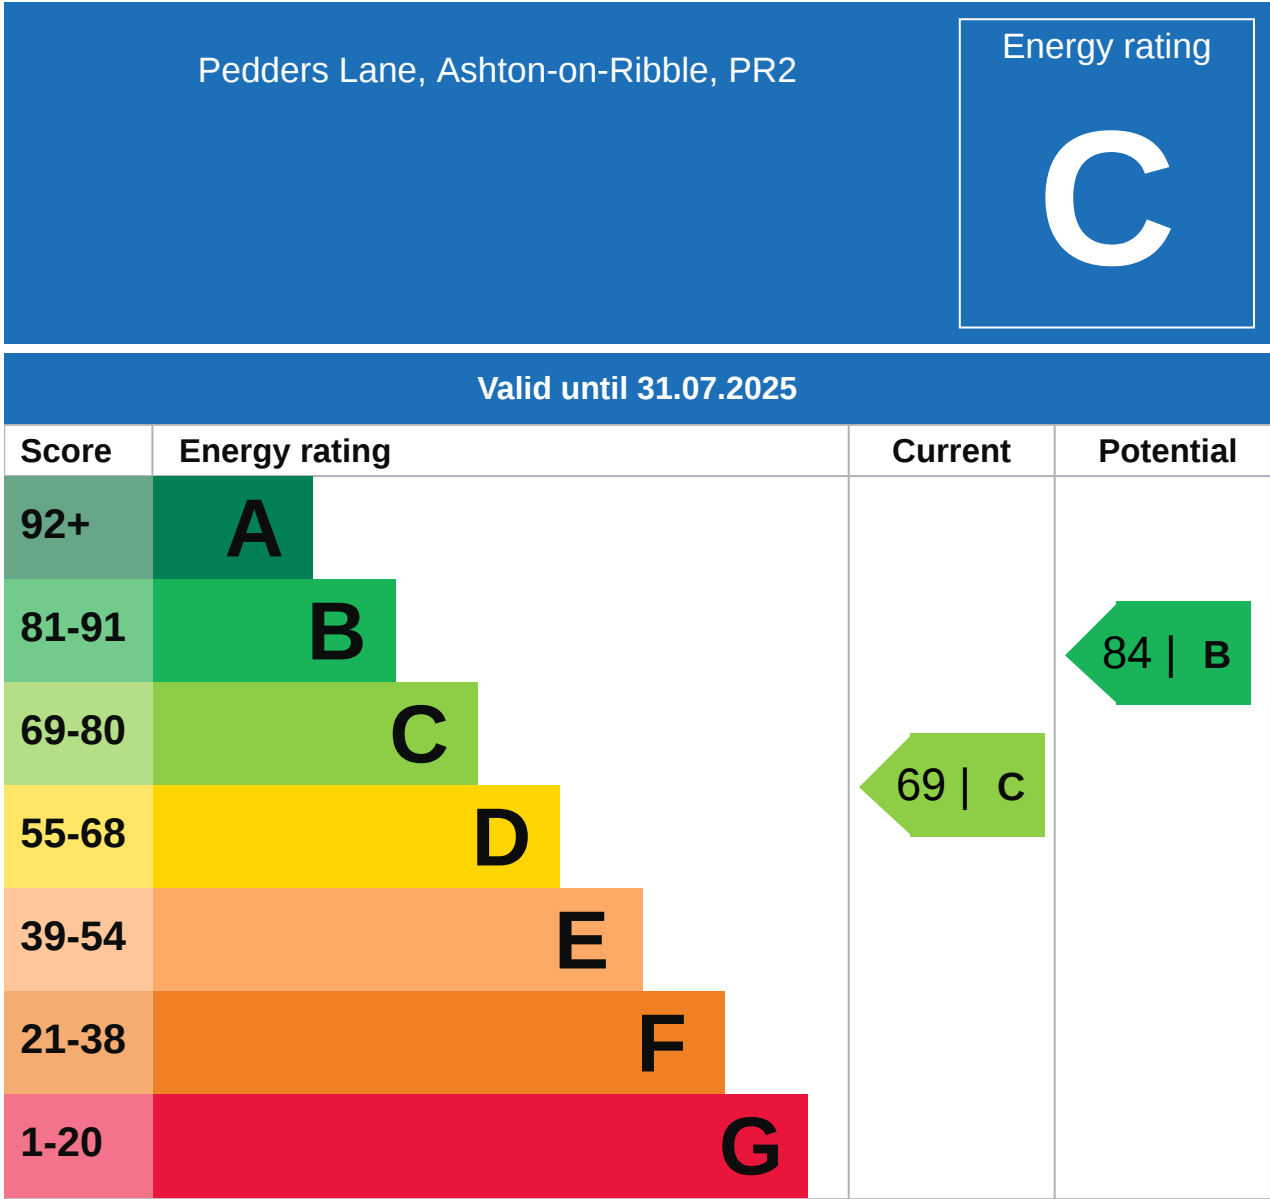 Pedders Lane, Ashton-on-Ribble, PR2
Energy rating
C
Valid until 31.07.2025
Score Energy rating Current Potential
92+ A
81-91 B
84 | B
69-80 C
69 | C
55-68 D
39-54 E
21-38 F
1-20 G